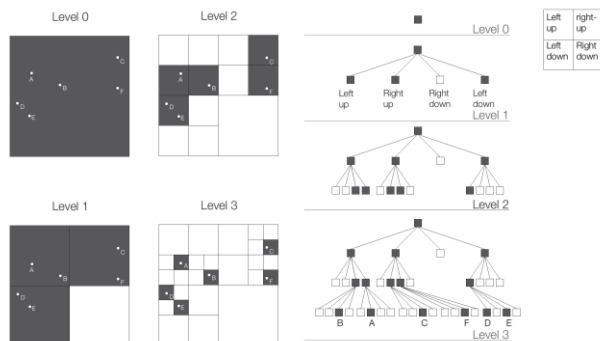 Level 0
A
B
C
D
E
F
Level 2
A
B
C
D
E
F
Level 1
A
B
C
D
E
F
Level 3
A
B
C
D
E
F
Level 0
Left up
Right up
Right down
Left down
Level 1
Level 2
B A C F D E
Level 3
Left up
right-up
Left down
Right down